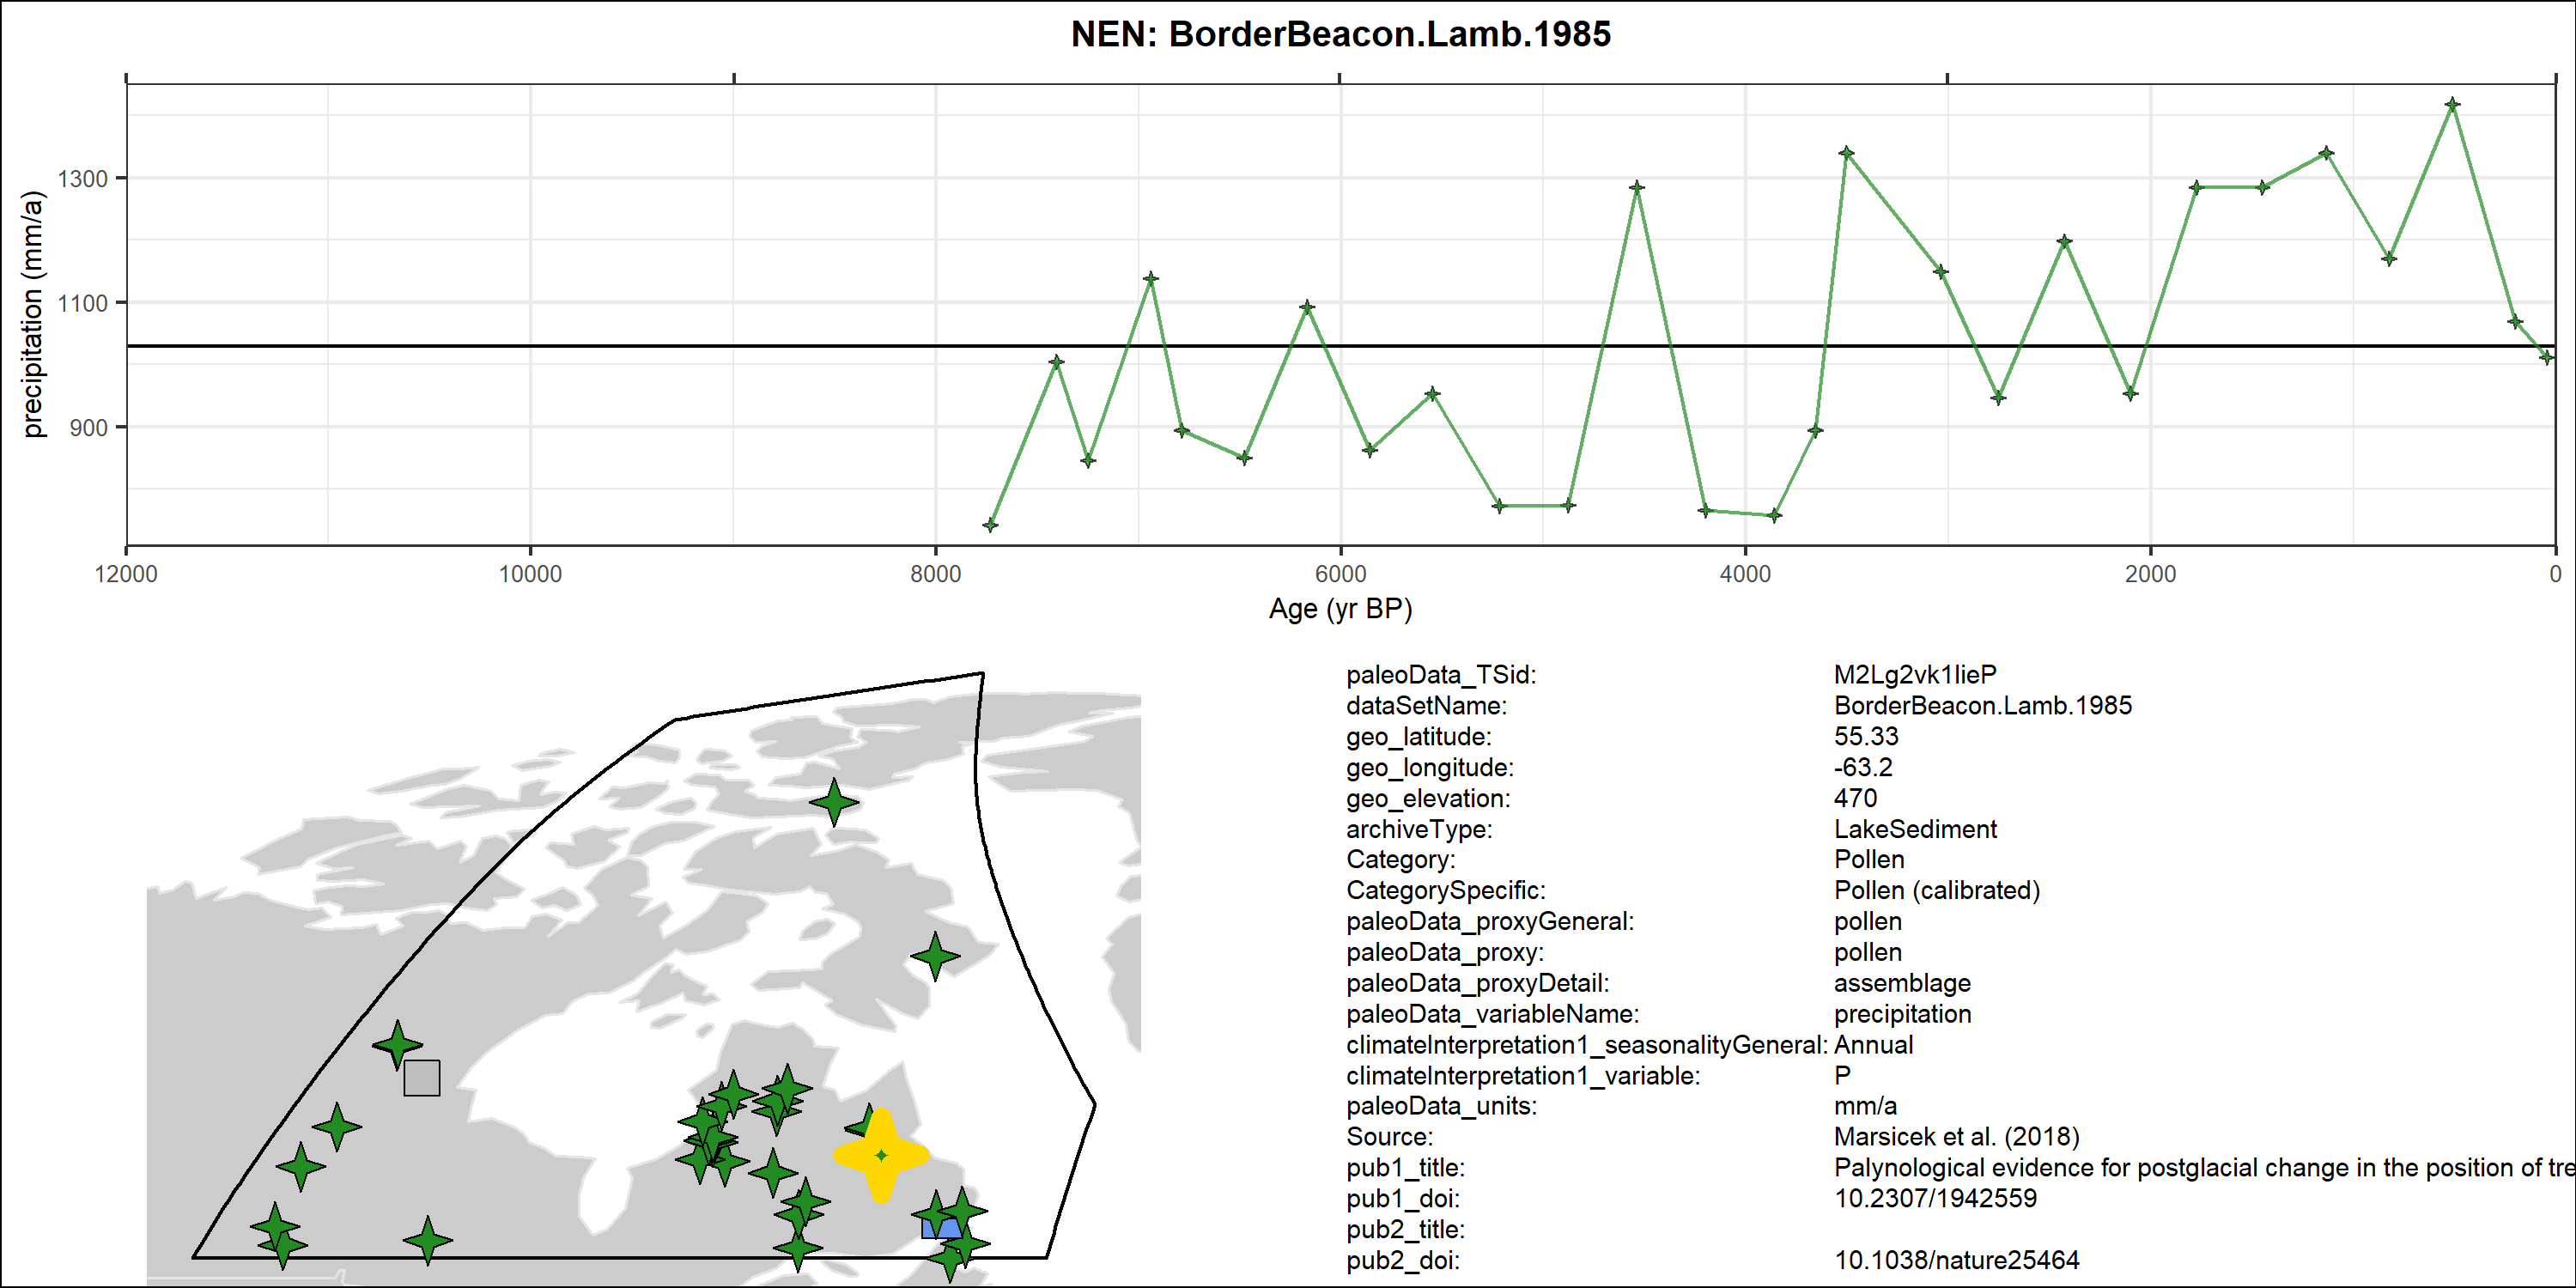 NEN: BorderBeacon.Lamb.1985
precipitation (mm/a)
1300
1100
900
12000 10000 8000 6000 4000 2000 0
Age (yr BP)
paleoData_TSid: M2Lg2vk1lieP
dataSetName: BorderBeacon.Lamb.1985
geo_latitude: 55.33
geo_longitude: -63.2
geo_elevation: 470
archiveType: LakeSediment
Category: Pollen
CategorySpecific: Pollen (calibrated)
paleoData_proxyGeneral: pollen
paleoData_proxy: pollen
paleoData_proxyDetail: assemblage
paleoData_variableName: precipitation
climateInterpretation1_seasonalityGeneral: Annual
climateInterpretation1_variable: P
paleoData_units: mm/a
Source: Marsicek et al. (2018)
pub1_title: Palynological evidence for postglacial change in the position of tre
pub1_doi: 10.2307/1942559
pub2_title:
pub2_doi: 10.1038/nature25464